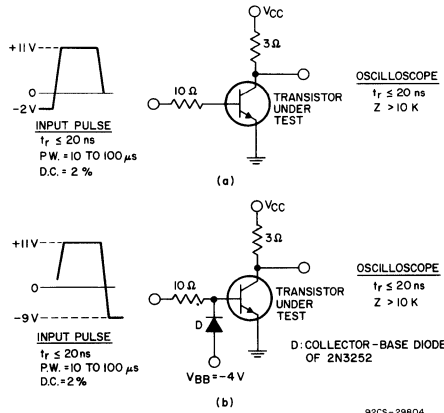 VCC
3Ω
+11V
0
-2V
10Ω
TRANSISTOR
UNDER
TEST
OSCILLOSCOPE
tr ≤ 20 ns
Z > 10 K
INPUT PULSE
tr ≤ 20 ns
P.W. = 10 TO 100 μs
D.C. = 2 %
(a)
VCC
3Ω
+11V
0
-9V
10Ω
D
TRANSISTOR
UNDER
TEST
OSCILLOSCOPE
tr ≤ 20 ns
Z > 10 K
INPUT PULSE
tr ≤ 20ns
P.W. = 10 TO 100 μs
D.C. = 2%
VBB = -4V
D: COLLECTOR-BASE DIODE
OF 2N3252
(b)
92CS-29804